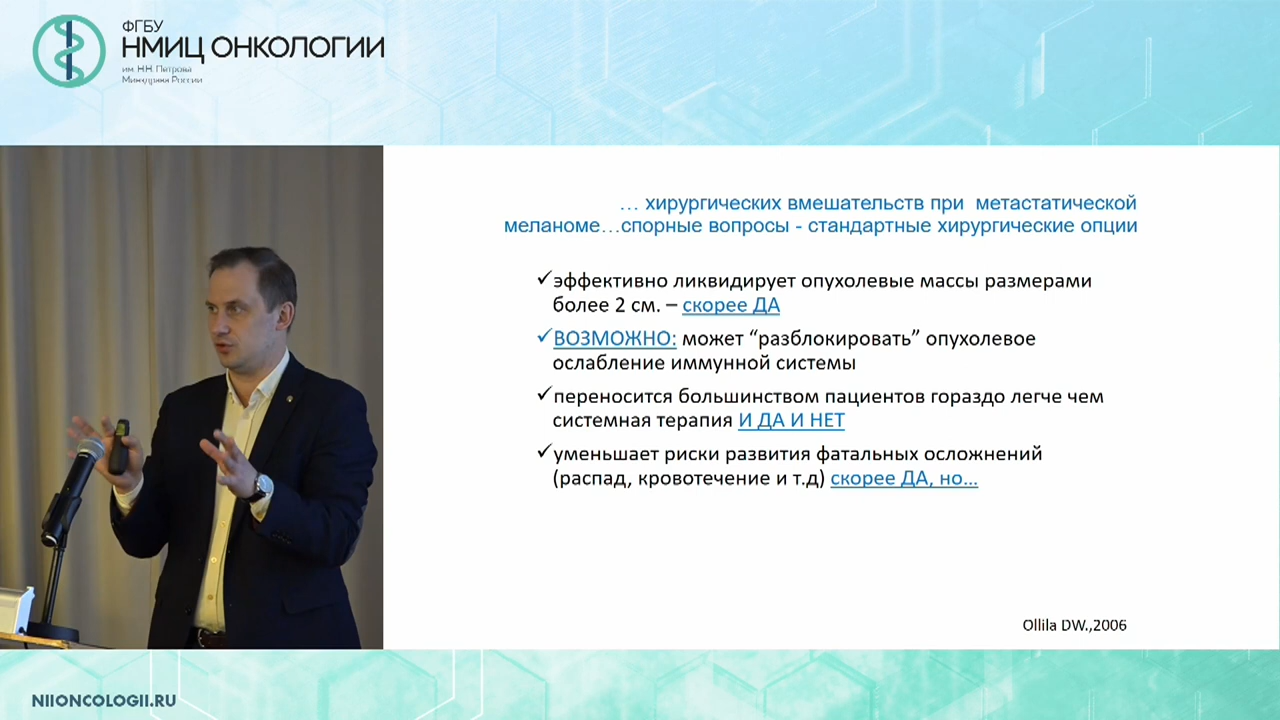 ФГБУ
НМИЦ ОНКОЛОГИИ
им. Н.Н. Петрова
Минздрава России
… хирургических вмешательств при метастатической
меланоме…спорные вопросы - стандартные хирургические опции
✓эффективно ликвидирует опухолевые массы размерами
более 2 см. – скорее ДА
✓ВОЗМОЖНО: может “разблокировать” опухолевое
ослабление иммунной системы
✓переносится большинством пациентов гораздо легче чем
системная терапия И ДА И НЕТ
✓уменьшает риски развития фатальных осложнений
(распад, кровотечение и т.д) скорее ДА, но…
Ollila DW.,2006
NIIONCOLOGII.RU